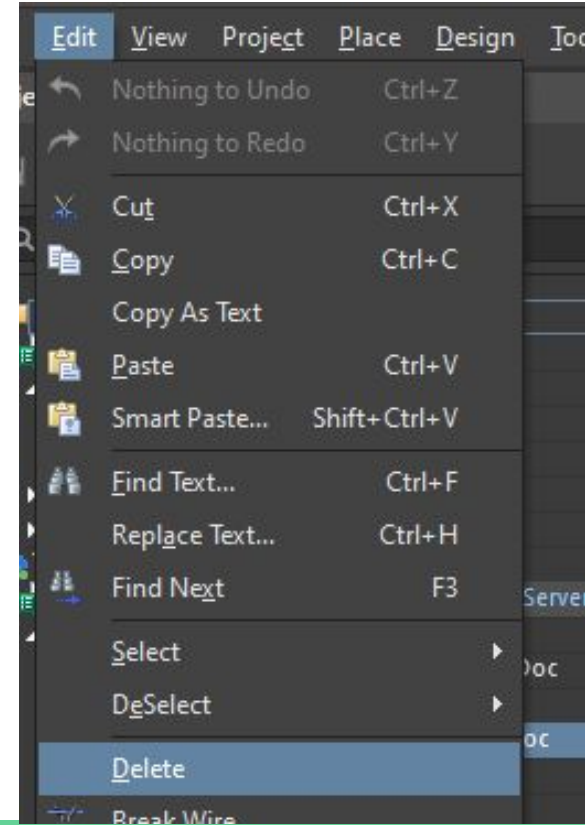 Edit View Project Place Design
Nothing to Undo Ctrl+Z
Nothing to Redo Ctrl+Y
Cut Ctrl+X
Copy Ctrl+C
Copy As Text
Paste Ctrl+V
Smart Paste... Shift+Ctrl+V
Find Text... Ctrl+F
Replace Text... Ctrl+H
Find Next F3
Server
Select
Doc
DeSelect
oc
Delete
Break Wire